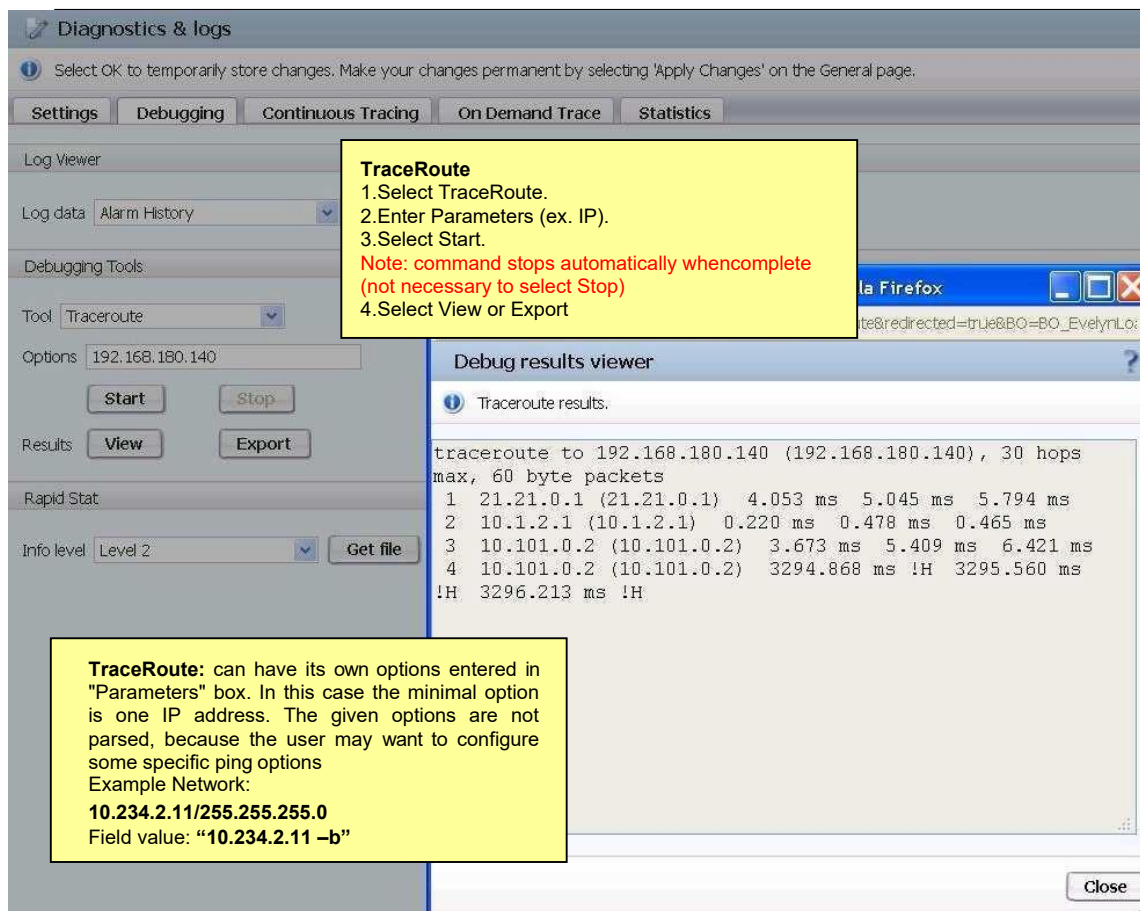 Diagnostics & logs
Select OK to temporarily store changes. Make your changes permanent by selecting 'Apply Changes' on the General page.
Settings Debugging Continuous Tracing On Demand Trace Statistics
Log Viewer
Log data Alarm History
TraceRoute
1.Select TraceRoute.
2.Enter Parameters (ex. IP).
3.Select Start.
Note: command stops automatically whencomplete
(not necessary to select Stop)
4.Select View or Export
Debugging Tools
Tool Traceroute
Options 192.168.180.140
Start Stop
Results View Export
Rapid Stat
Info level Level 2 Get file
la Firefox
Debug results viewer ?
Traceroute results.
traceroute to 192.168.180.140 (192.168.180.140), 30 hops
max, 60 byte packets
1 21.21.0.1 (21.21.0.1) 4.053 ms 5.045 ms 5.794 ms
2 10.1.2.1 (10.1.2.1) 0.220 ms 0.478 ms 0.465 ms
3 10.101.0.2 (10.101.0.2) 3.673 ms 5.409 ms 6.421 ms
4 10.101.0.2 (10.101.0.2) 3294.868 ms !H 3295.560 ms
!H 3296.213 ms !H
TraceRoute: can have its own options entered in
"Parameters" box. In this case the minimal option
is one IP address. The given options are not
parsed, because the user may want to configure
some specific ping options
Example Network:
10.234.2.11/255.255.255.0
Field value: “10.234.2.11 –b”
Close